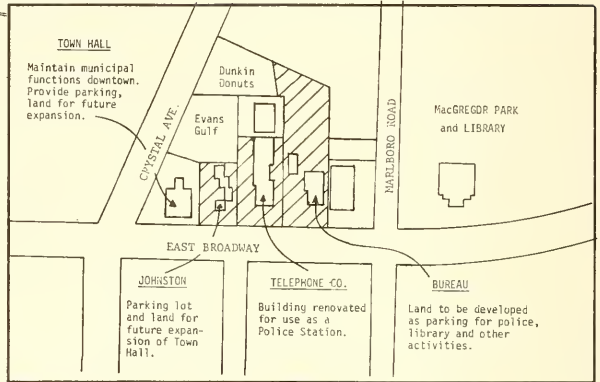 TOWN HALL
Maintain municipal
functions downtown.
Provide parking,
land for future
expansion.
CRYSTAL AVE.
Dunkin
Donuts
Evans
Gulf
MARLBORO ROAD
MacGREGOR PARK
and LIBRARY
EAST BROADWAY
JOHNSTON
Parking lot
and land for
future expan-
sion of Town
Hall.
TELEPHONE CO.
Building renovated
for use as a
Police Station.
BUREAU
Land to be developed
as parking for police,
library and other
activities.